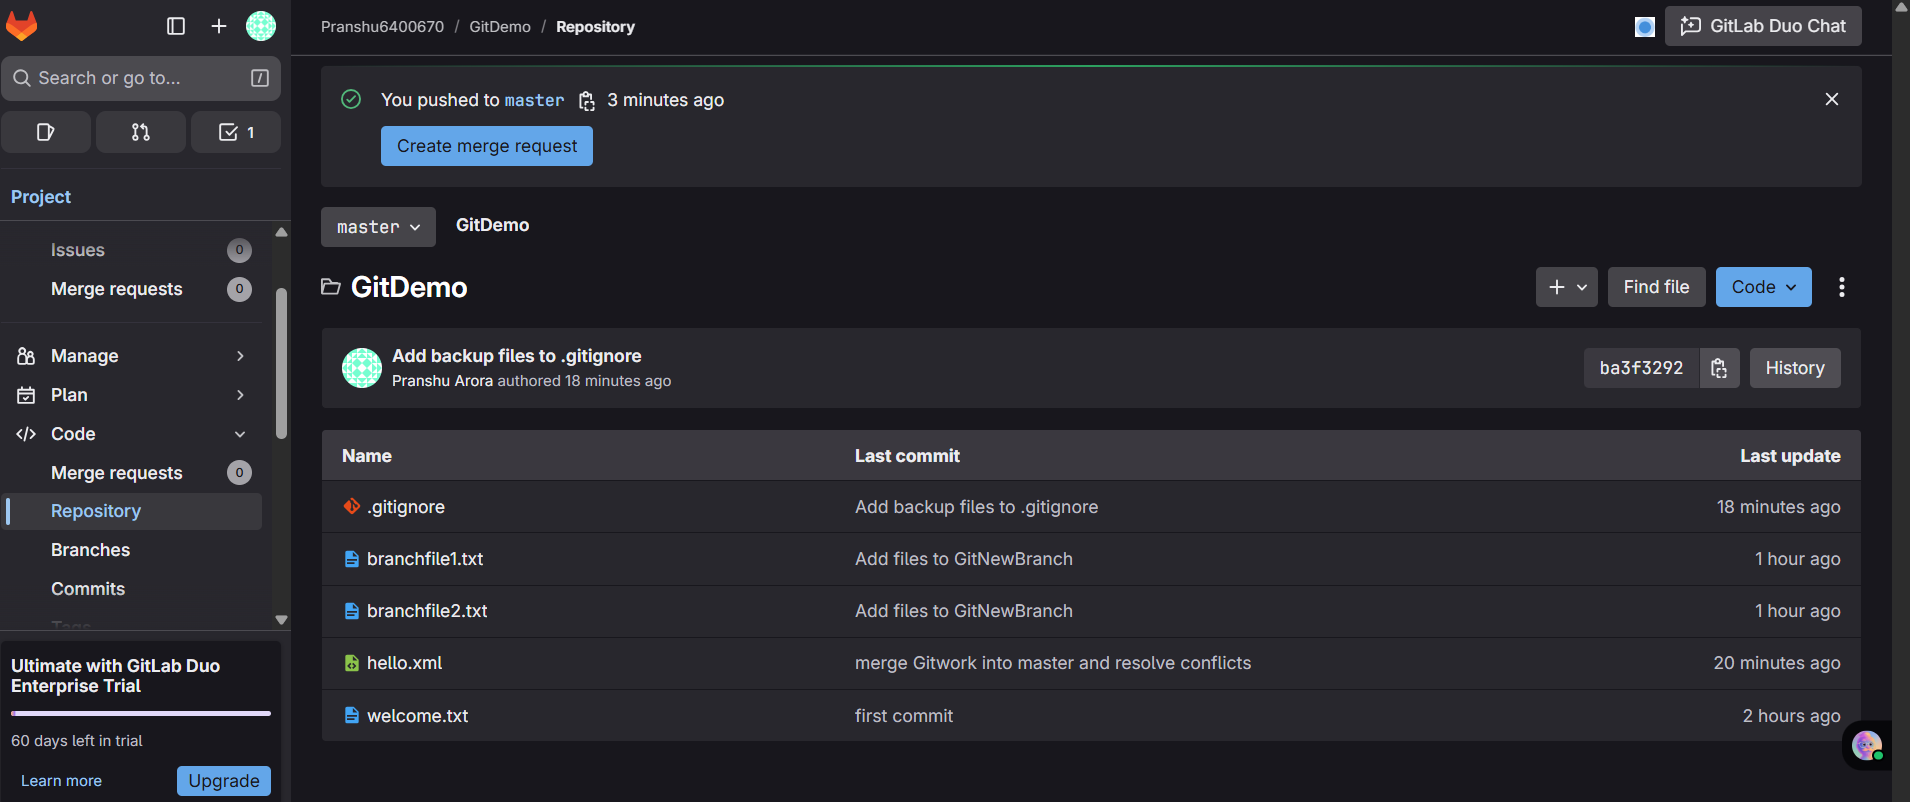 Pranshu6400670 / GitDemo / Repository
GitLab Duo Chat
Search or go to...
/
1
Project
Issues 0
Merge requests 0
Manage
Plan
Code
Merge requests 0
Repository
Branches
Commits
Tags
Ultimate with GitLab Duo
Enterprise Trial
60 days left in trial
Learn more
Upgrade
You pushed to master 3 minutes ago
Create merge request
master
GitDemo
GitDemo
Find file
Code
Add backup files to .gitignore
Pranshu Arora authored 18 minutes ago
ba3f3292
History
Name Last commit Last update
.gitignore Add backup files to .gitignore 18 minutes ago
branchfile1.txt Add files to GitNewBranch 1 hour ago
branchfile2.txt Add files to GitNewBranch 1 hour ago
hello.xml merge Gitwork into master and resolve conflicts 20 minutes ago
welcome.txt first commit 2 hours ago